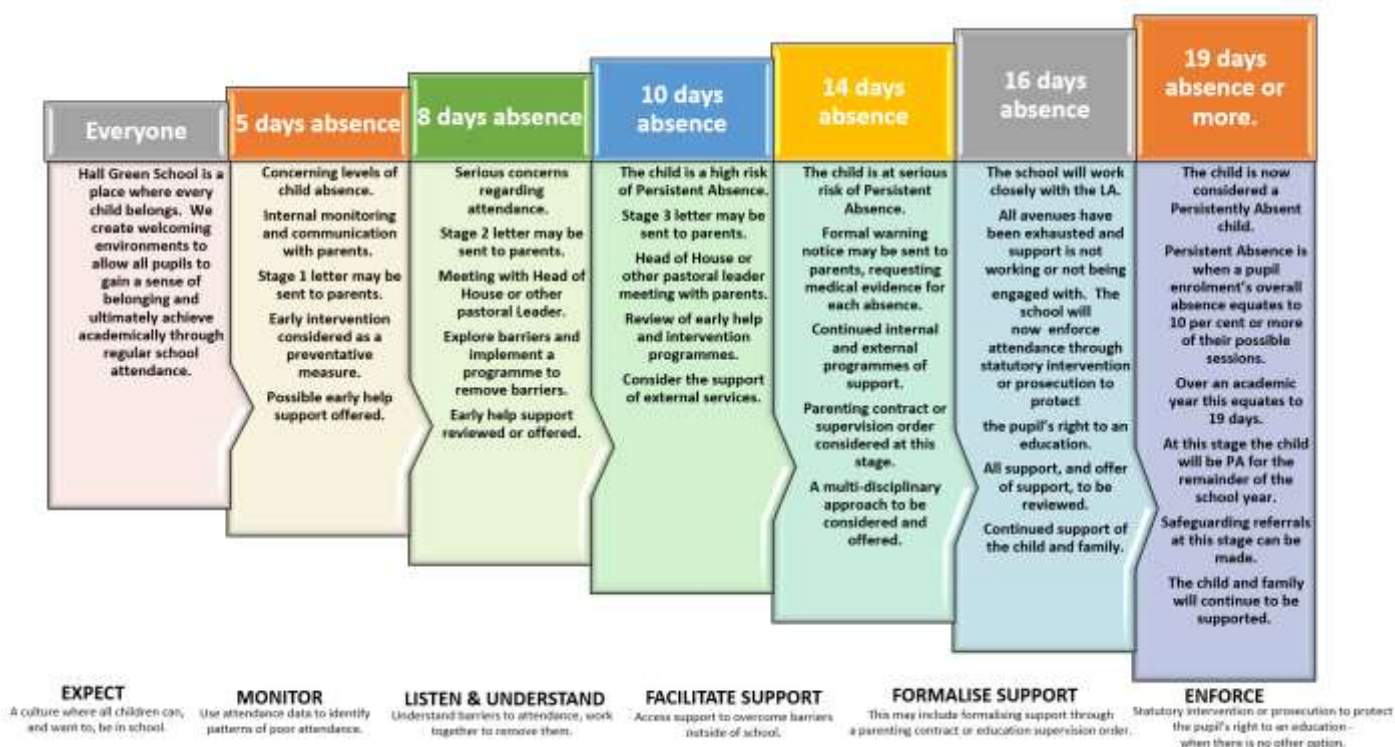 Everyone
Hall Green School is a
place where every
child belongs. We
create welcoming
environments to
allow all pupils to
gain a sense of
belonging and
ultimately achieve
academically through
regular school
attendance.
5 days absence
Concerning levels of
child absence.
Internal monitoring
and communication
with parents.
Stage 1 letter may be
sent to parents.
Early intervention
considered as a
preventative
measure.
Possible early help
support offered.
8 days absence
Serious concerns
regarding
attendance.
Stage 2 letter may be
sent to parents.
Meeting with Head of
House or other
pastoral Leader.
Explore barriers and
implement a
programme to
remove barriers.
Early help support
reviewed or offered.
10 days
absence
The child is a high risk
of Persistent Absence.
Stage 3 letter may be
sent to parents.
Head of House or
other pastoral leader
meeting with parents.
Review of early help
and intervention
programmes.
Consider the support
of external services.
14 days
absence
The child is at serious
risk of Persistent
Absence.
Formal warning
notice may be sent to
parents, requesting
medical evidence for
each absence.
Continued internal
and external
programmes of
support.
Parenting contract or
supervision order
considered at this
stage.
A multi-disciplinary
approach to be
considered and
offered.
16 days
absence
The school will work
closely with the LA.
All avenues have
been exhausted and
support is not
working or not being
engaged with. The
school will
now enforce
attendance through
statutory intervention
or prosecution to
protect
the pupil's right to an
education.
All support, and offer
of support, to be
reviewed.
Continued support of
the child and family.
19 days
absence or
more.
The child is now
considered a
Persistently Absent
child.
Persistent Absence is
when a pupil
enrolment's overall
absence equates to
10 per cent or more
of their possible
sessions.
Over an academic
year this equates to
19 days.
At this stage the child
will be PA for the
remainder of the
school year.
Safeguarding referrals
at this stage can be
made.
The child and family
will continue to be
supported.
EXPECT
A culture where all children can,
and want to, be in school.
MONITOR
Use attendance data to identify
patterns of poor attendance.
LISTEN & UNDERSTAND
Understand barriers to attendance, work
together to remove them.
FACILITATE SUPPORT
Access support to overcome barriers
outside of school.
FORMALISE SUPPORT
This may include formalising support through
a parenting contract or education supervision order.
ENFORCE
Statutory intervention or prosecution to protect
the pupil's right to an education -
when there is no other option.